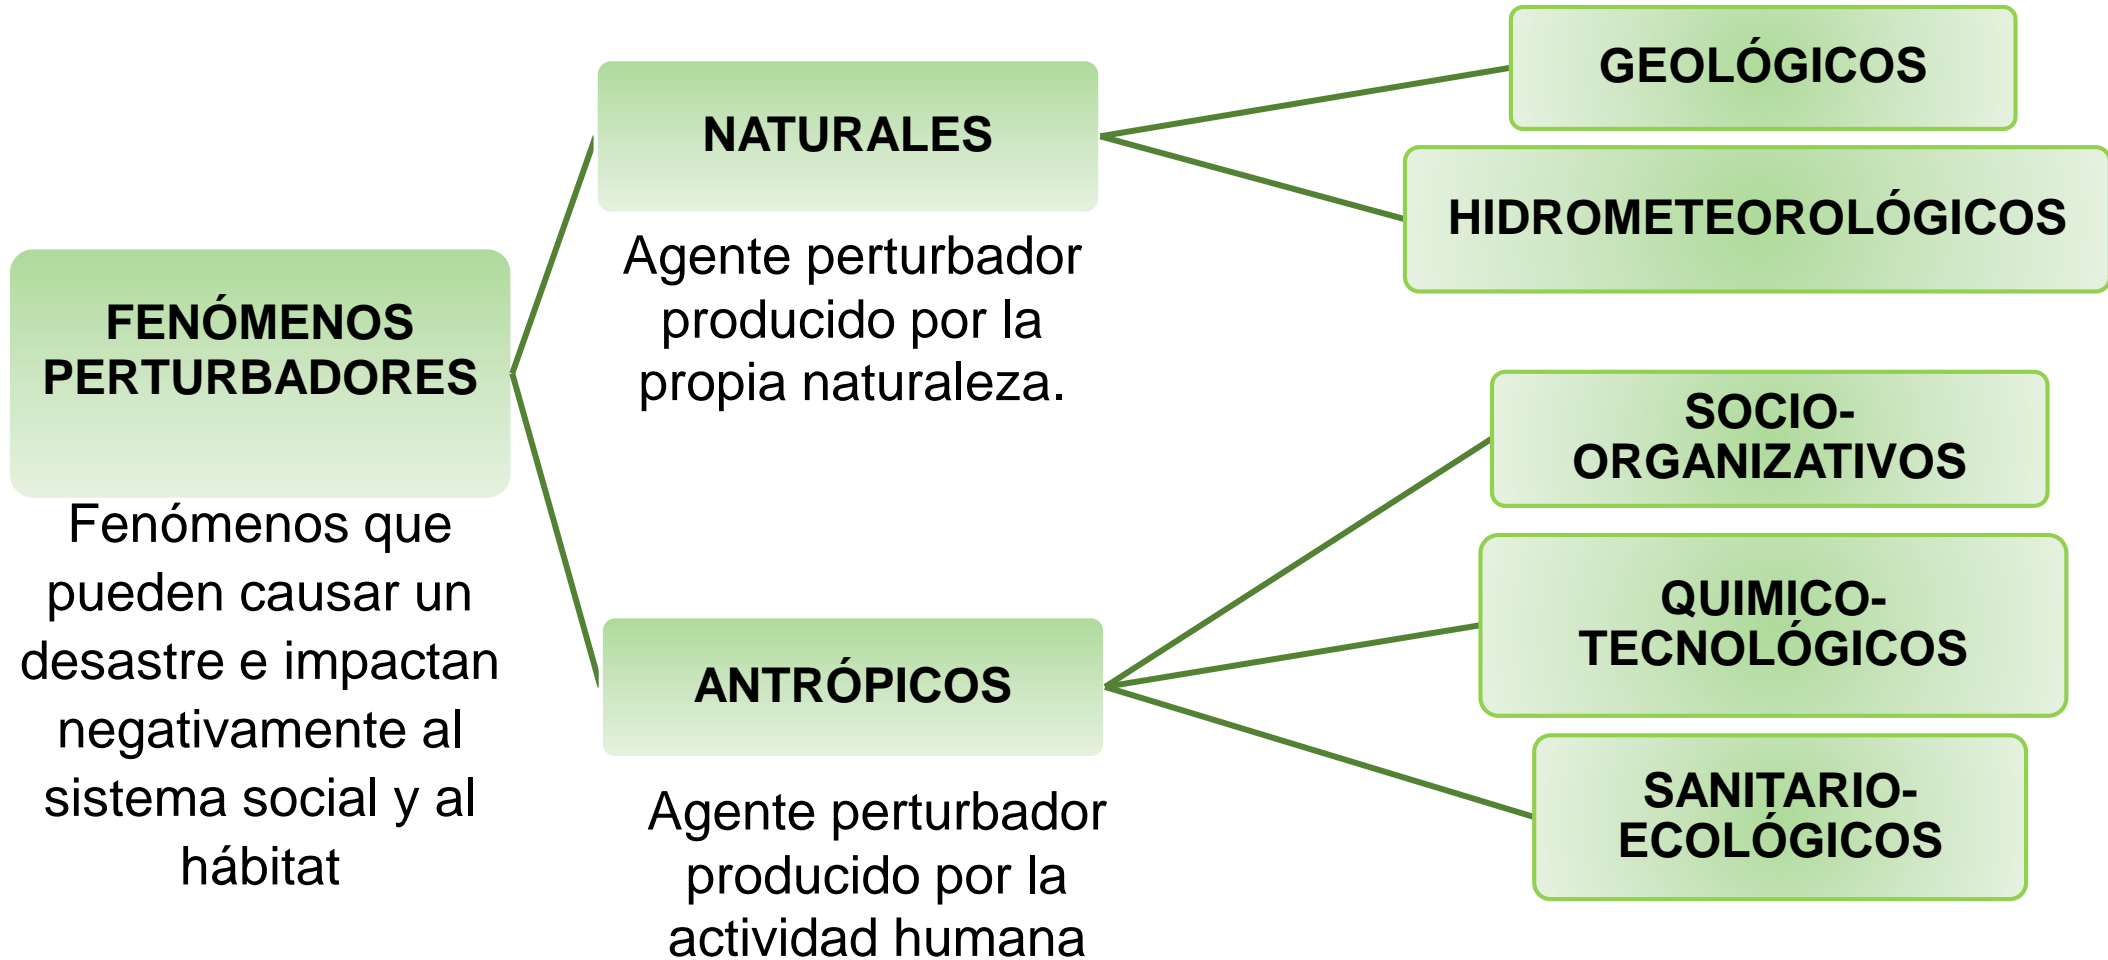 FENÓMENOS
PERTURBADORES
Fenómenos que
pueden causar un
desastre e impactan
negativamente al
sistema social y al
hábitat
NATURALES
Agente perturbador
producido por la
propia naturaleza.
GEOLÓGICOS
HIDROMETEOROLÓGICOS
ANTRÓPICOS
Agente perturbador
producido por la
actividad humana
SOCIO-
ORGANIZATIVOS
QUIMICO-
TECNOLÓGICOS
SANITARIO-
ECOLÓGICOS